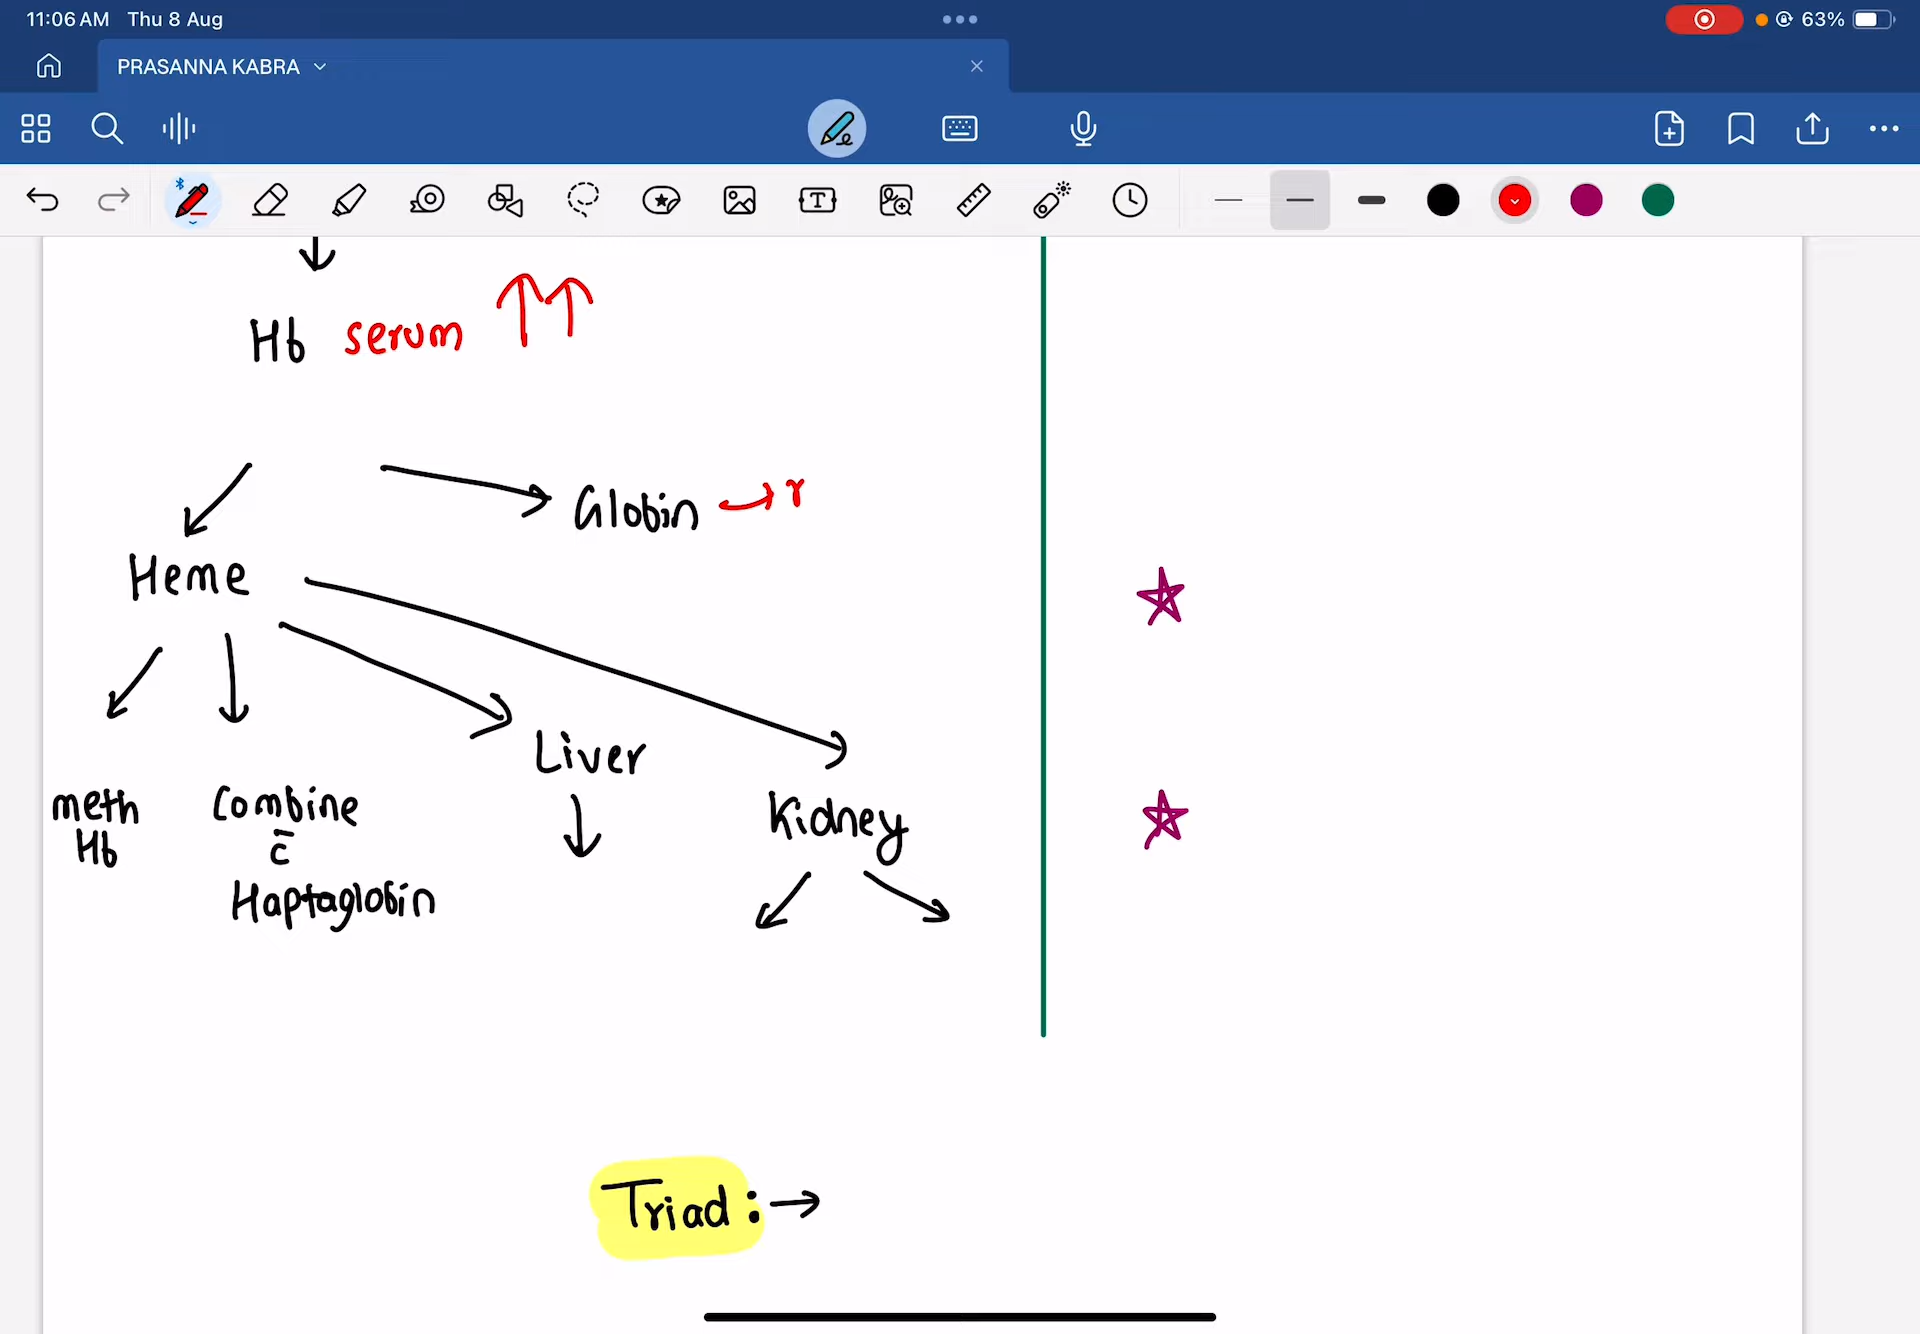 11:06 AM Thu 8 Aug
63%
PRASANNA KABRA
Hb serum ↑↑
Globin → r
Heme
Liver
meth
Hb
Combine
c̄
Haptaglobin
Kidney
Triad :→